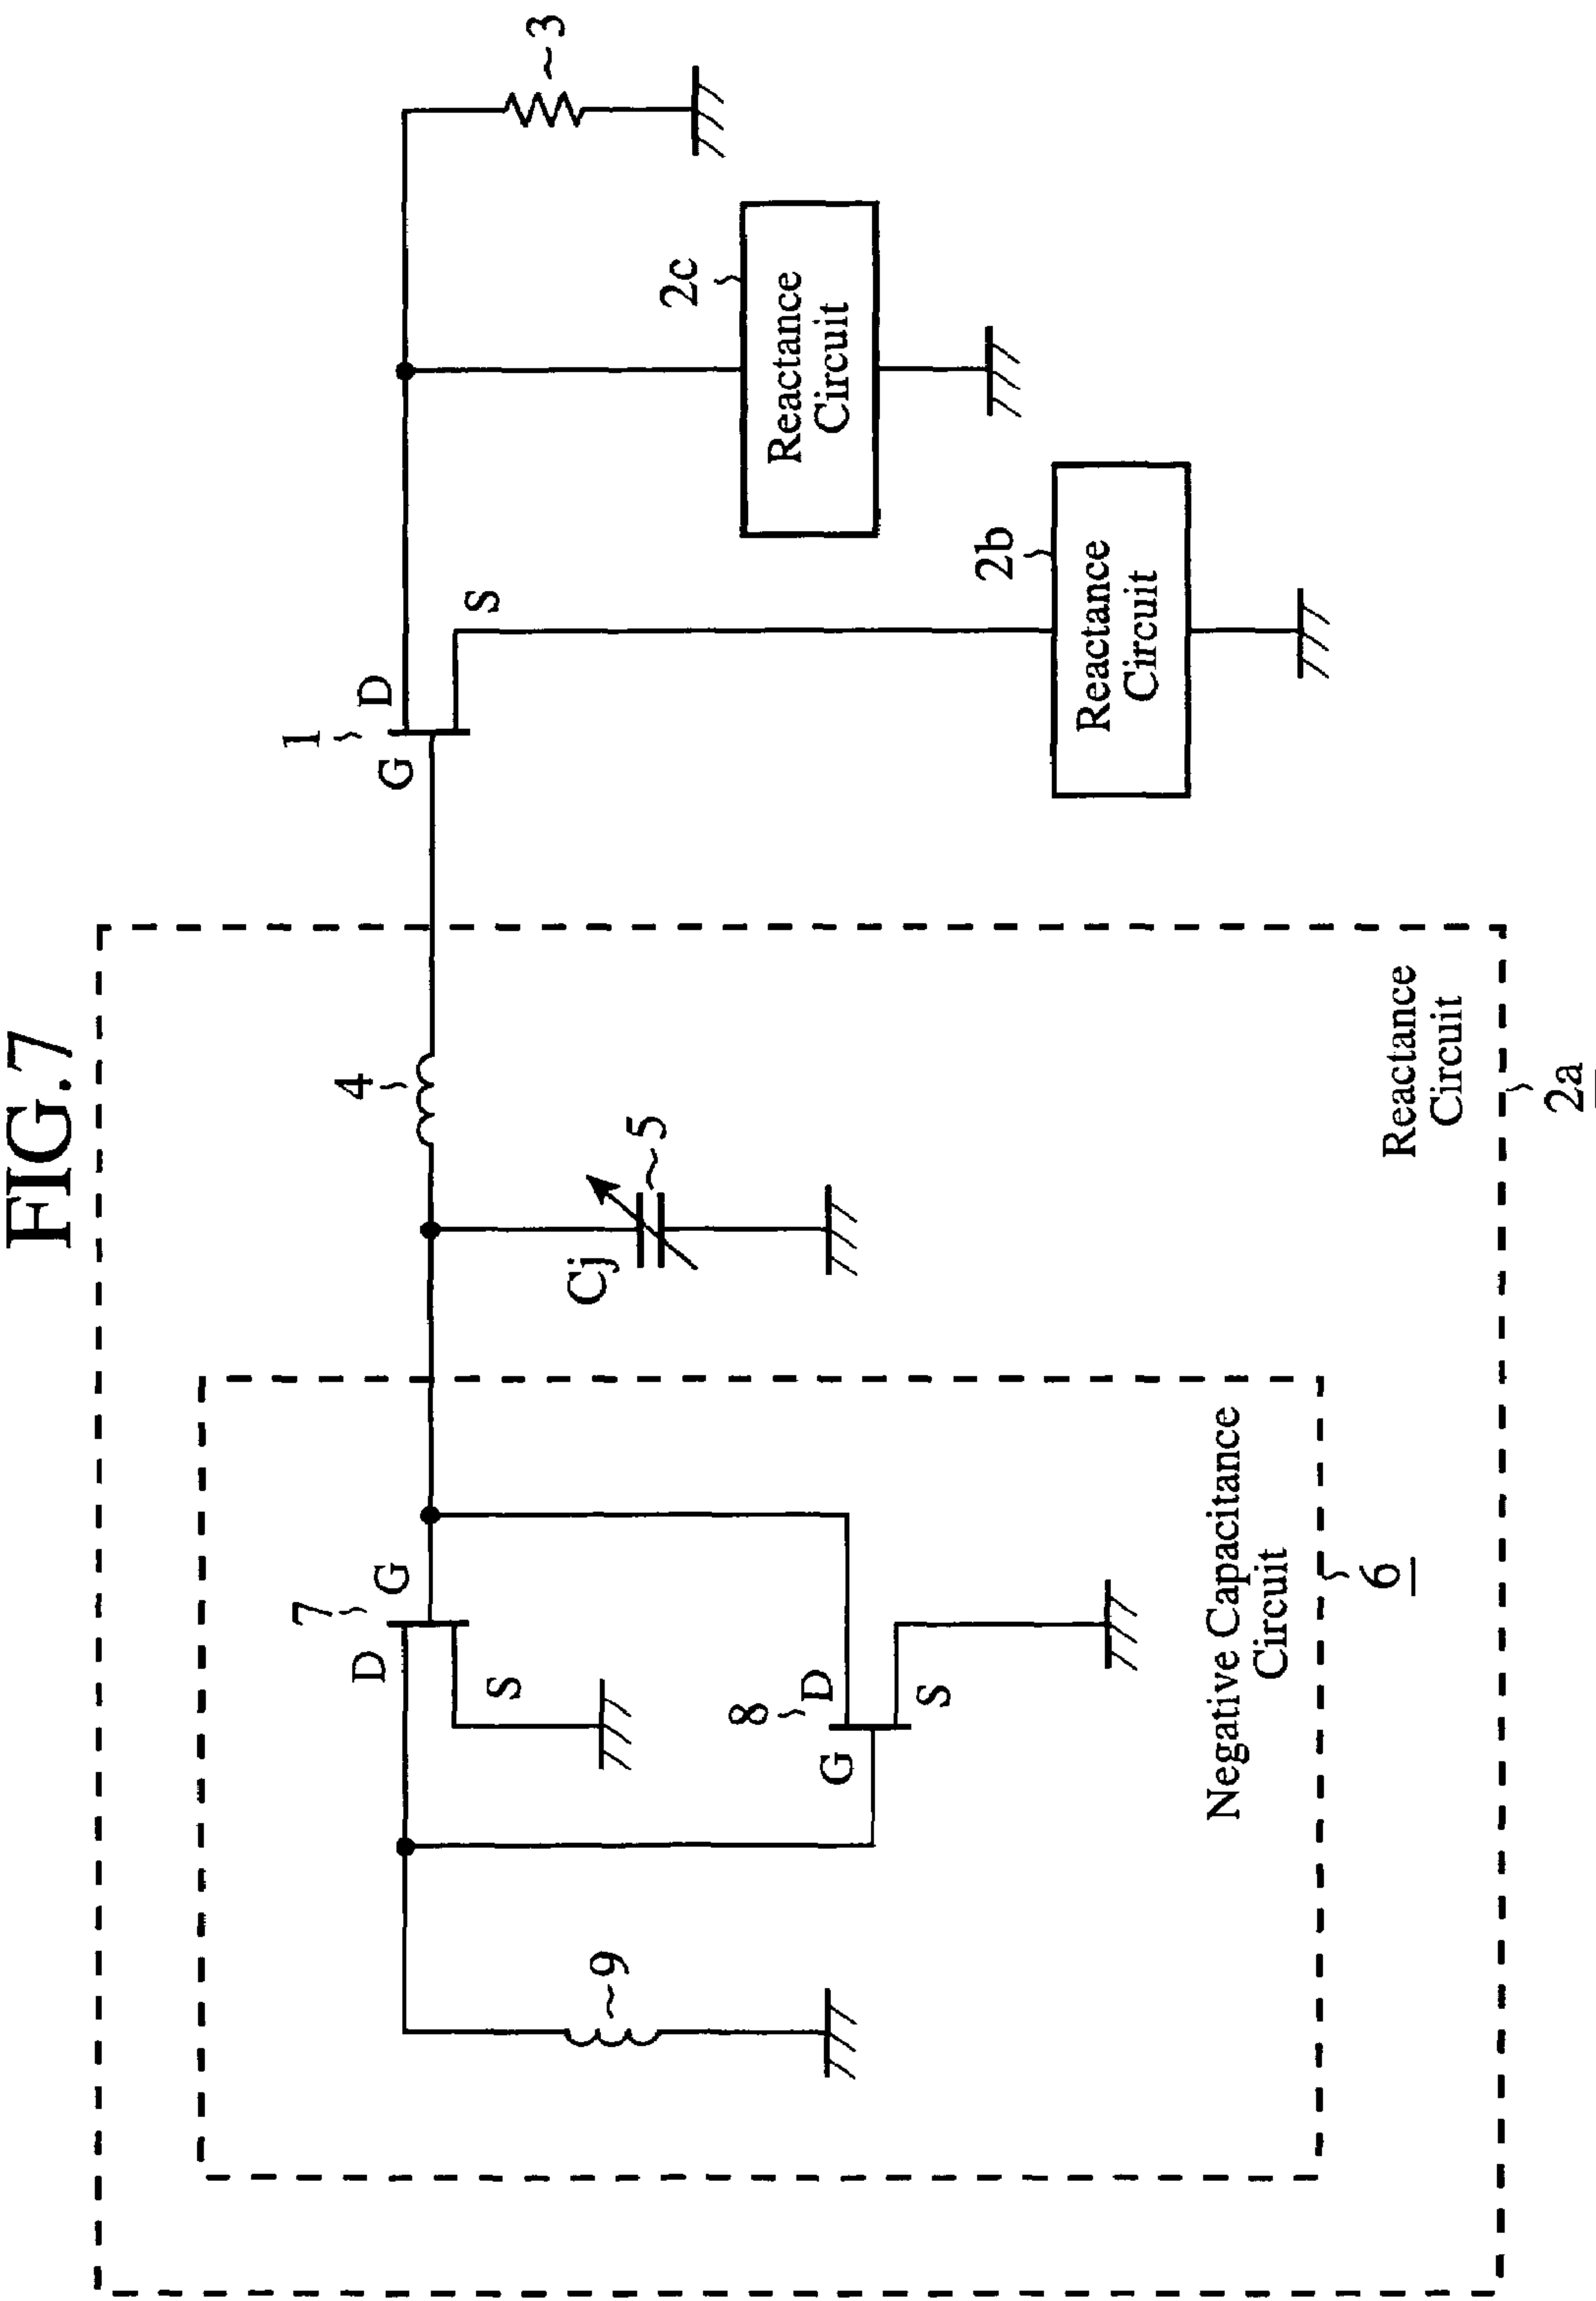 FIG.7
1
D
G
S
4
7
D
G
S
Cj
5
3
2c
Reactance
Circuit
2b
Reactance
Circuit
8
D
G
S
9
Negative Capacitance
Circuit
6
Reactance
Circuit
2a